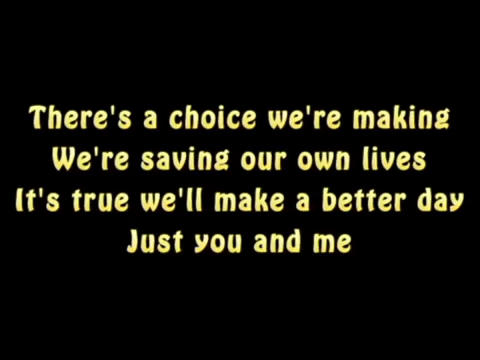 There's a choice we're making
We're saving our own lives
It's true we'll make a better day
Just you and me